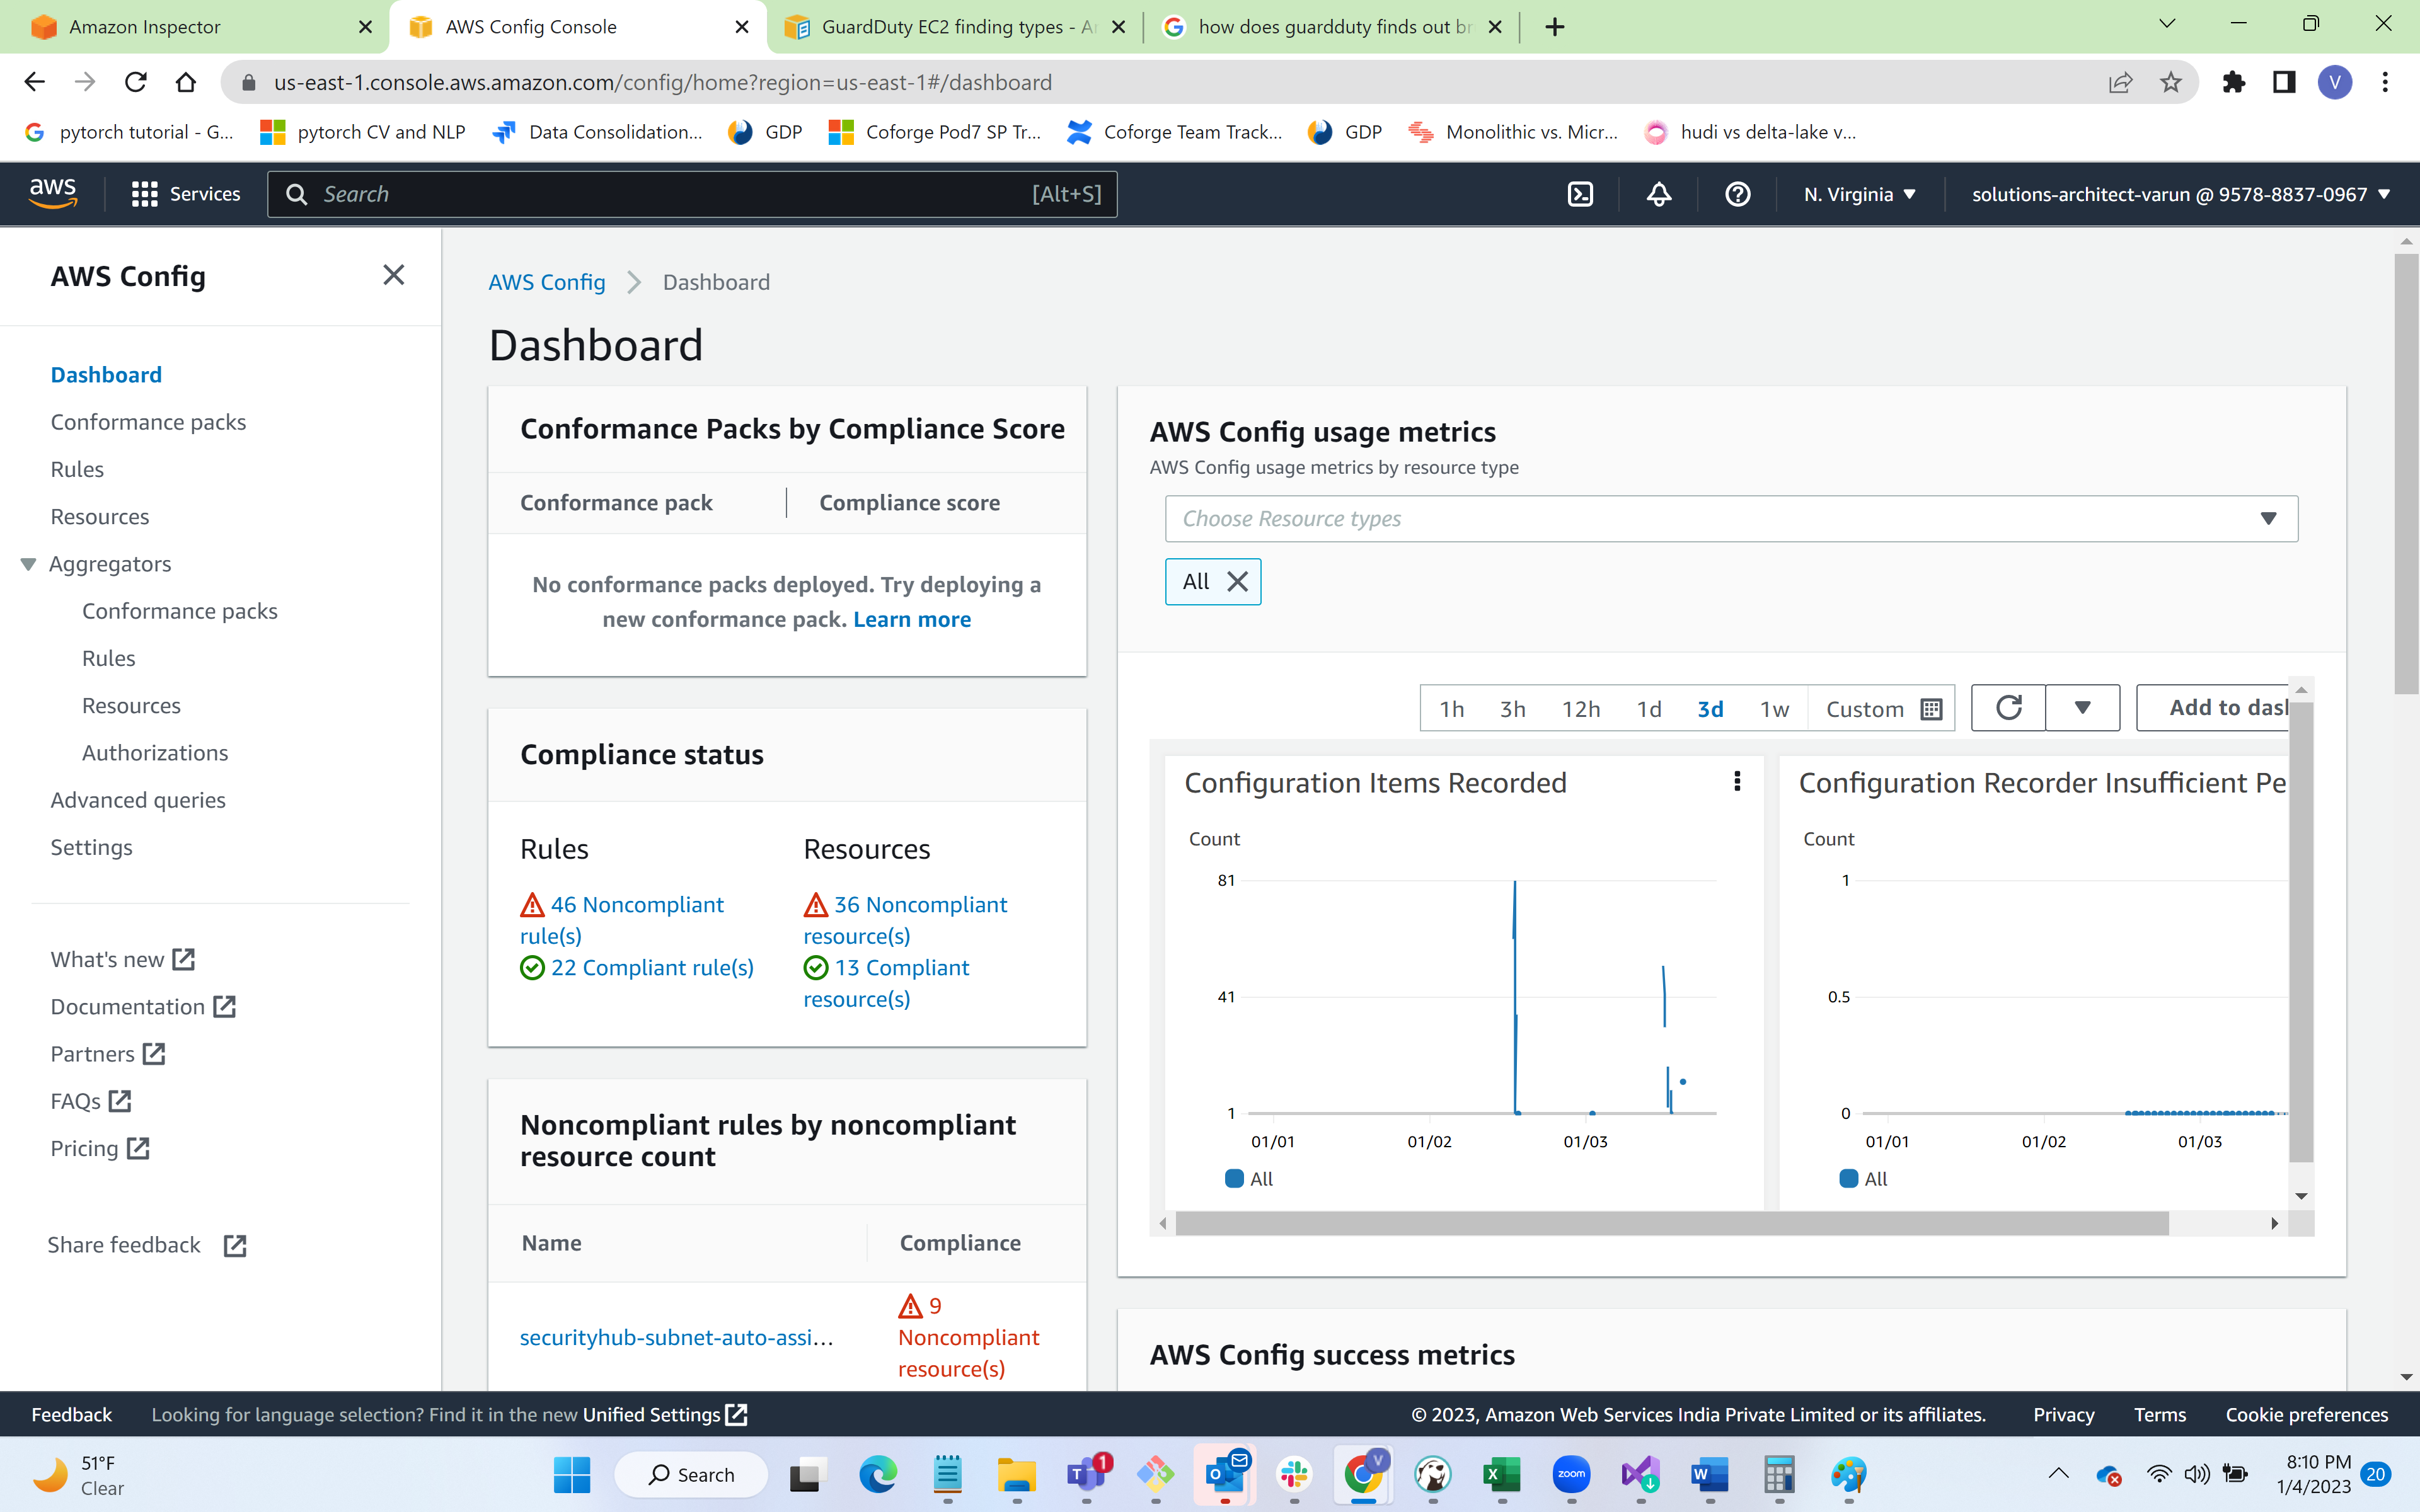 Amazon Inspector
AWS Config Console
GuardDuty EC2 finding types - A
how does guardduty finds out br
us-east-1.console.aws.amazon.com/config/home?region=us-east-1#/dashboard
V
pytorch tutorial - G...
pytorch CV and NLP
Data Consolidation...
GDP
Coforge Pod7 SP Tr...
Coforge Team Track...
GDP
Monolithic vs. Micr...
hudi vs delta-lake v...
aws
Services
Search
[Alt+S]
N. Virginia
solutions-architect-varun @ 9578-8837-0967
AWS Config
Dashboard
Conformance packs
Rules
Resources
Aggregators
Conformance packs
Rules
Resources
Authorizations
Advanced queries
Settings
What's new
Documentation
Partners
FAQs
Pricing
Share feedback
AWS Config
Dashboard
Dashboard
Conformance Packs by Compliance Score
Conformance pack
Compliance score
No conformance packs deployed. Try deploying a
new conformance pack. Learn more
Compliance status
Rules
46 Noncompliant
rule(s)
22 Compliant rule(s)
Resources
36 Noncompliant
resource(s)
13 Compliant
resource(s)
Noncompliant rules by noncompliant
resource count
Name
Compliance
securityhub-subnet-auto-assi...
9
Noncompliant
resource(s)
AWS Config usage metrics
AWS Config usage metrics by resource type
Choose Resource types
All
1h 3h 12h 1d 3d 1w Custom
Add to dasl
Configuration Items Recorded
Count
81
41
1
01/01 01/02 01/03
All
Configuration Recorder Insufficient Pe
Count
1
0.5
0
01/01 01/02 01/03
All
AWS Config success metrics
Feedback
Looking for language selection? Find it in the new Unified Settings
© 2023, Amazon Web Services India Private Limited or its affiliates.
Privacy
Terms
Cookie preferences
51°F
Clear
Search
1
V
zoom
8:10 PM
1/4/2023
20